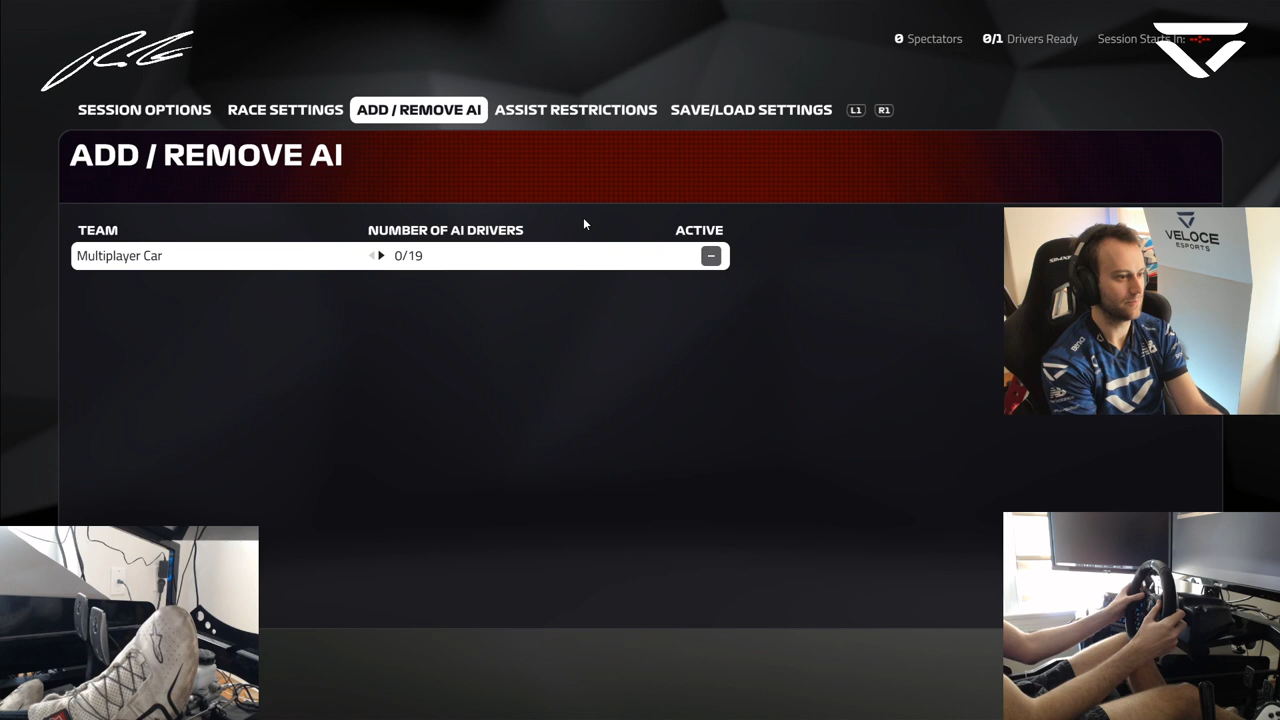 0 Spectators 0/1 Drivers Ready Session Starts In: --:--
SESSION OPTIONS RACE SETTINGS ADD / REMOVE AI ASSIST RESTRICTIONS SAVE/LOAD SETTINGS L1 R1
ADD / REMOVE AI
TEAM NUMBER OF AI DRIVERS ACTIVE
Multiplayer Car 0/19
VELOCE
ESPORTS
BenQ